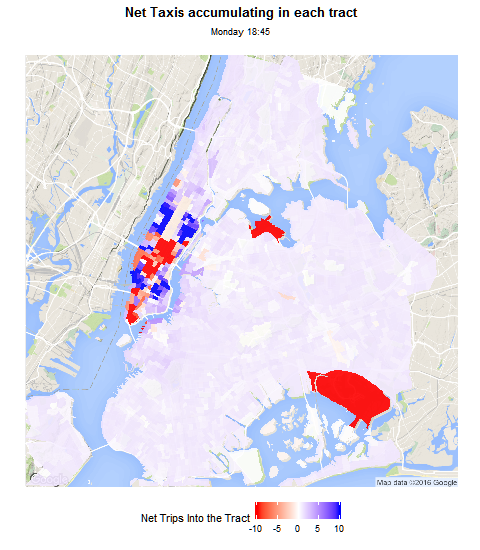 Net Taxis accumulating in each tract
Monday 18:45
Map data ©2016 Google
Net Trips Into the Tract
-10 -5 0 5 10